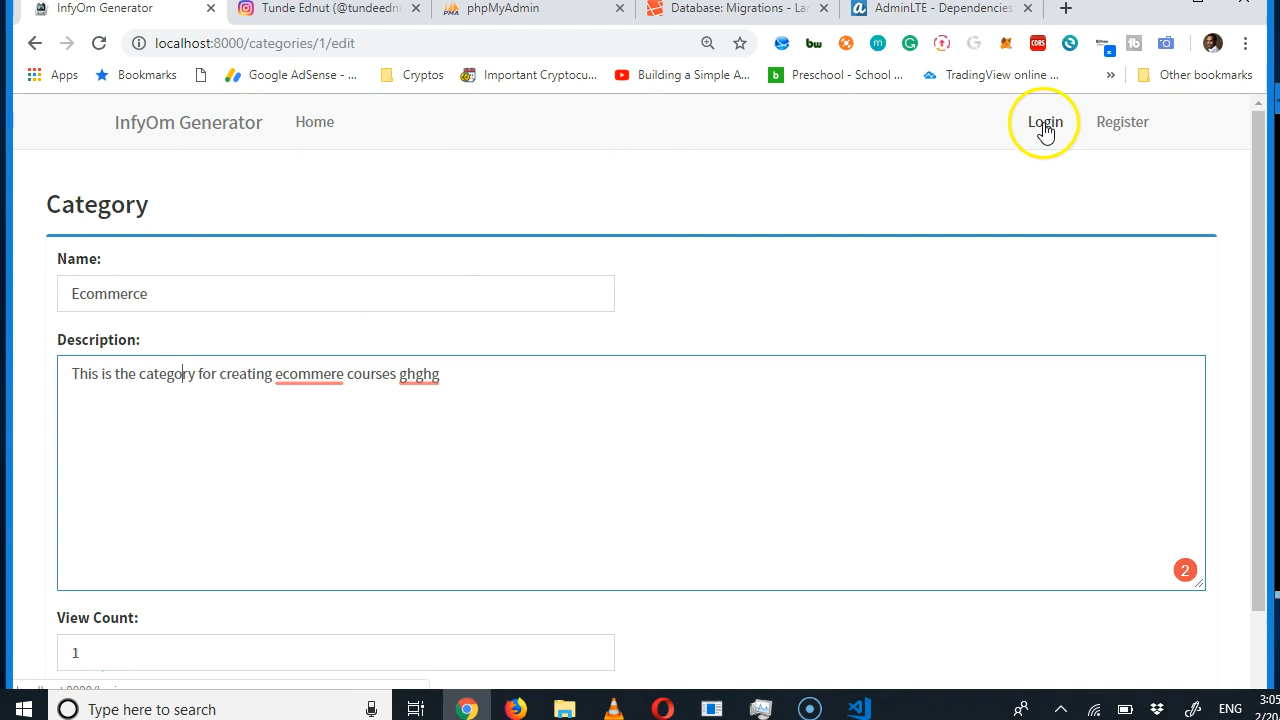 InfyOm Generator
Tunde Ednut (@tundeedn
phpMyAdmin
Database: Migrations - La
AdminLTE - Dependencies
localhost:8000/categories/1/edit
Apps
Bookmarks
Google AdSense - ...
Cryptos
Important Cryptocu...
Building a Simple A...
Preschool - School ...
TradingView online ...
»
Other bookmarks
InfyOm Generator
Home
Login
Register
Category
Name:
Ecommerce
Description:
This is the category for creating ecommere courses ghghg
2
View Count:
1
Type here to search
ENG
3:05